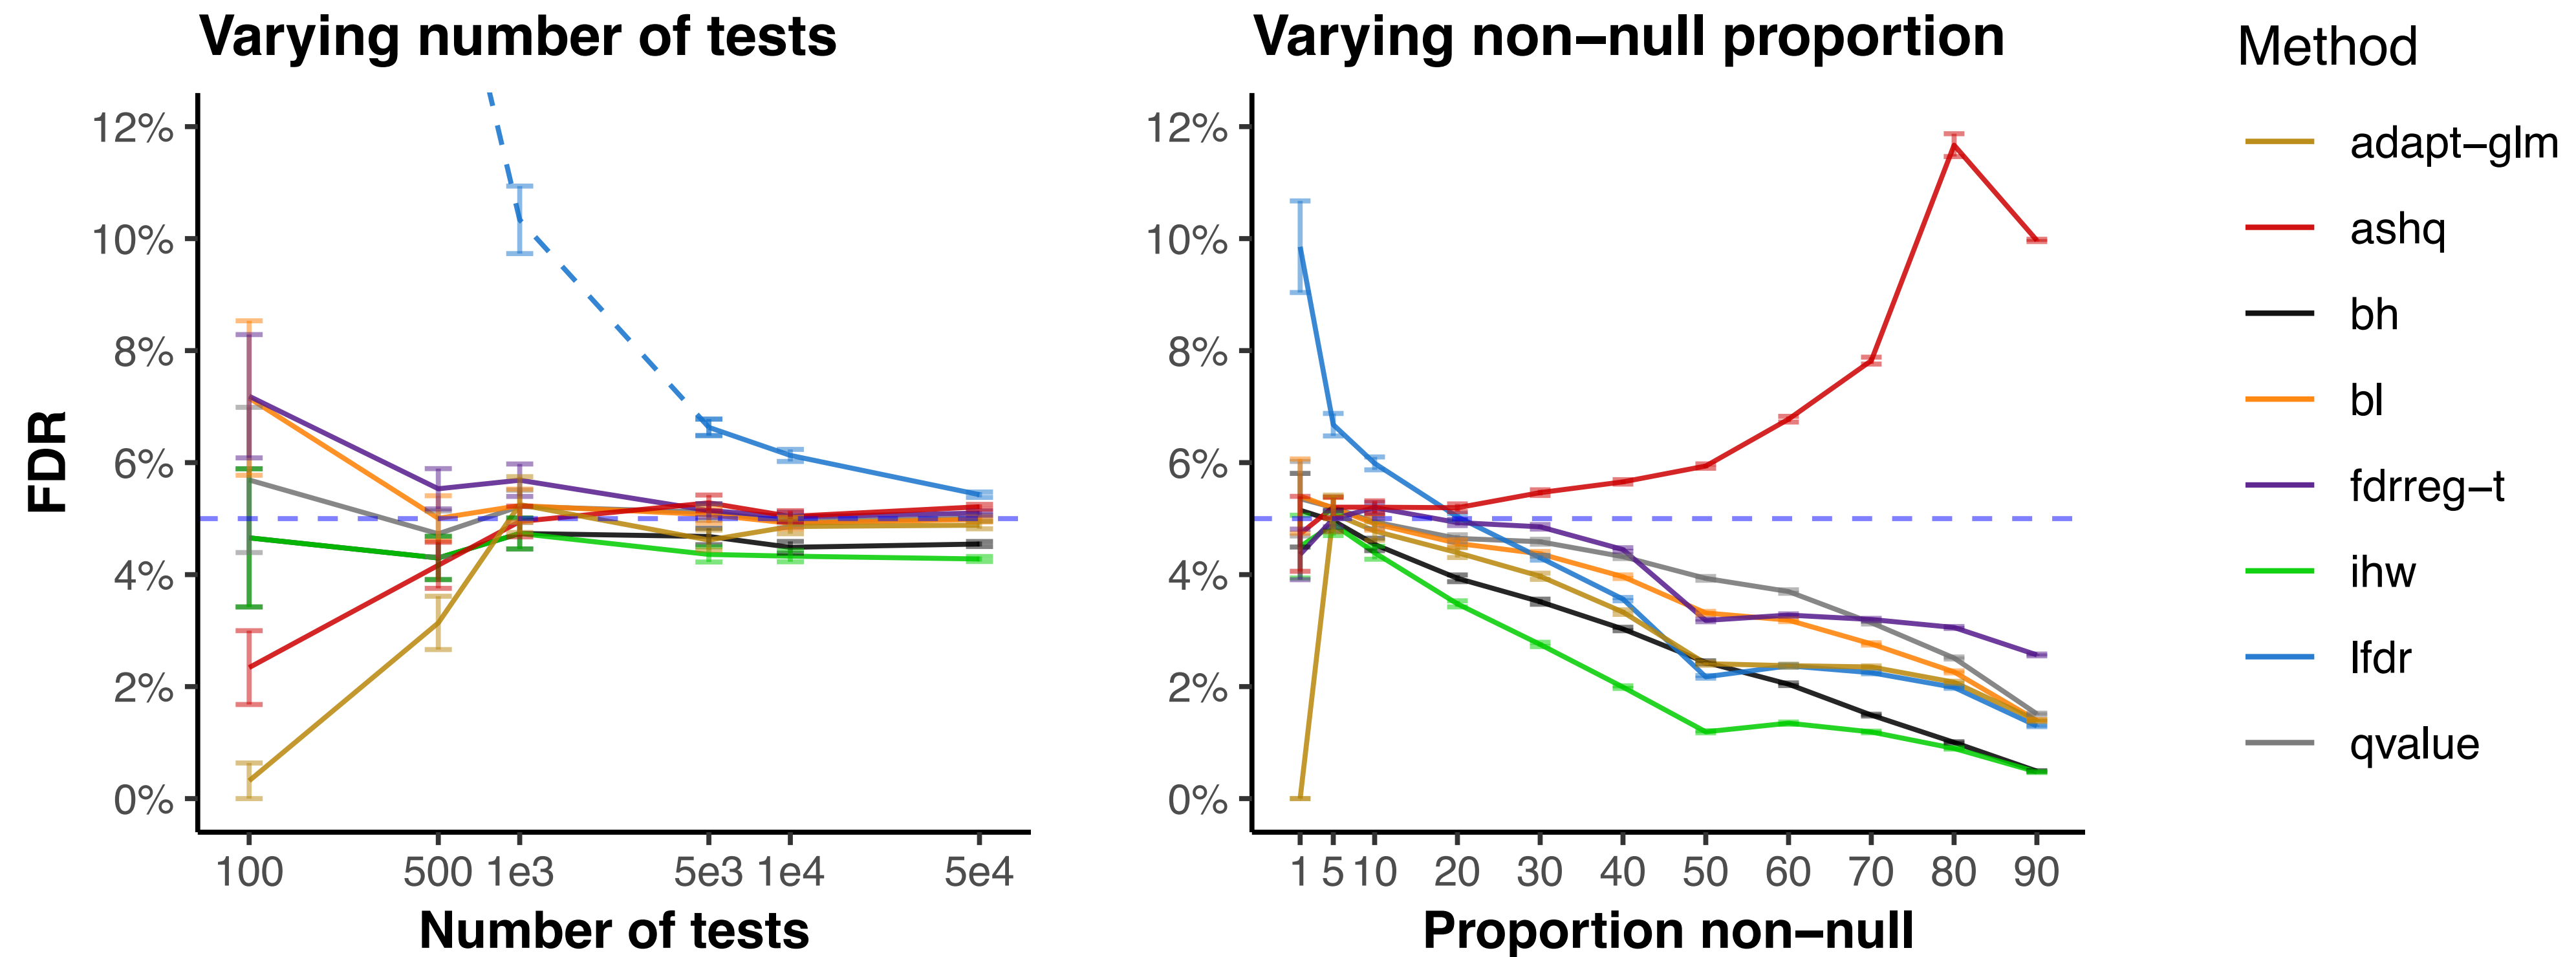 Varying number of tests
12%
10%
8%
6%
4%
2%
0%
FDR
100 500 1e3 5e3 1e4 5e4
Number of tests
Varying non−null proportion
12%
10%
8%
6%
4%
2%
0%
1 5 10 20 30 40 50 60 70 80 90
Proportion non−null
Method
adapt−glm
ashq
bh
bl
fdrreg−t
ihw
lfdr
qvalue